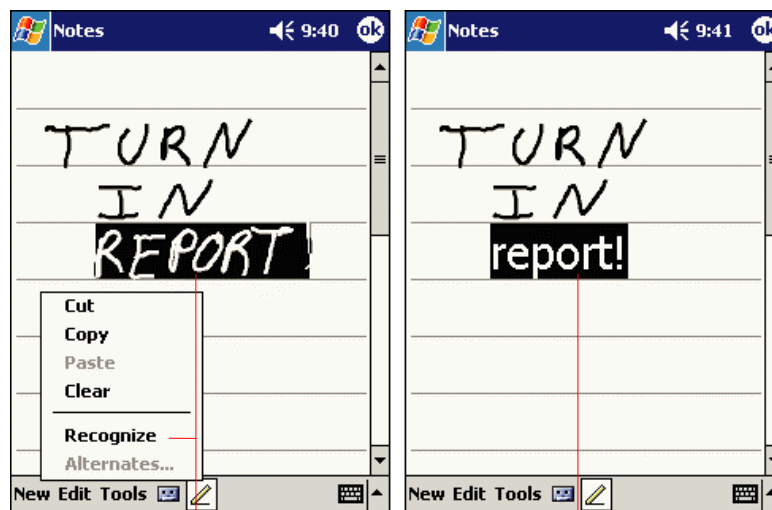 Notes 9:40 ok
TURN
IN
REPORT
Cut
Copy
Paste
Clear
Recognize
Alternates...
New Edit Tools
Notes 9:41 ok
TURN
IN
report!
New Edit Tools